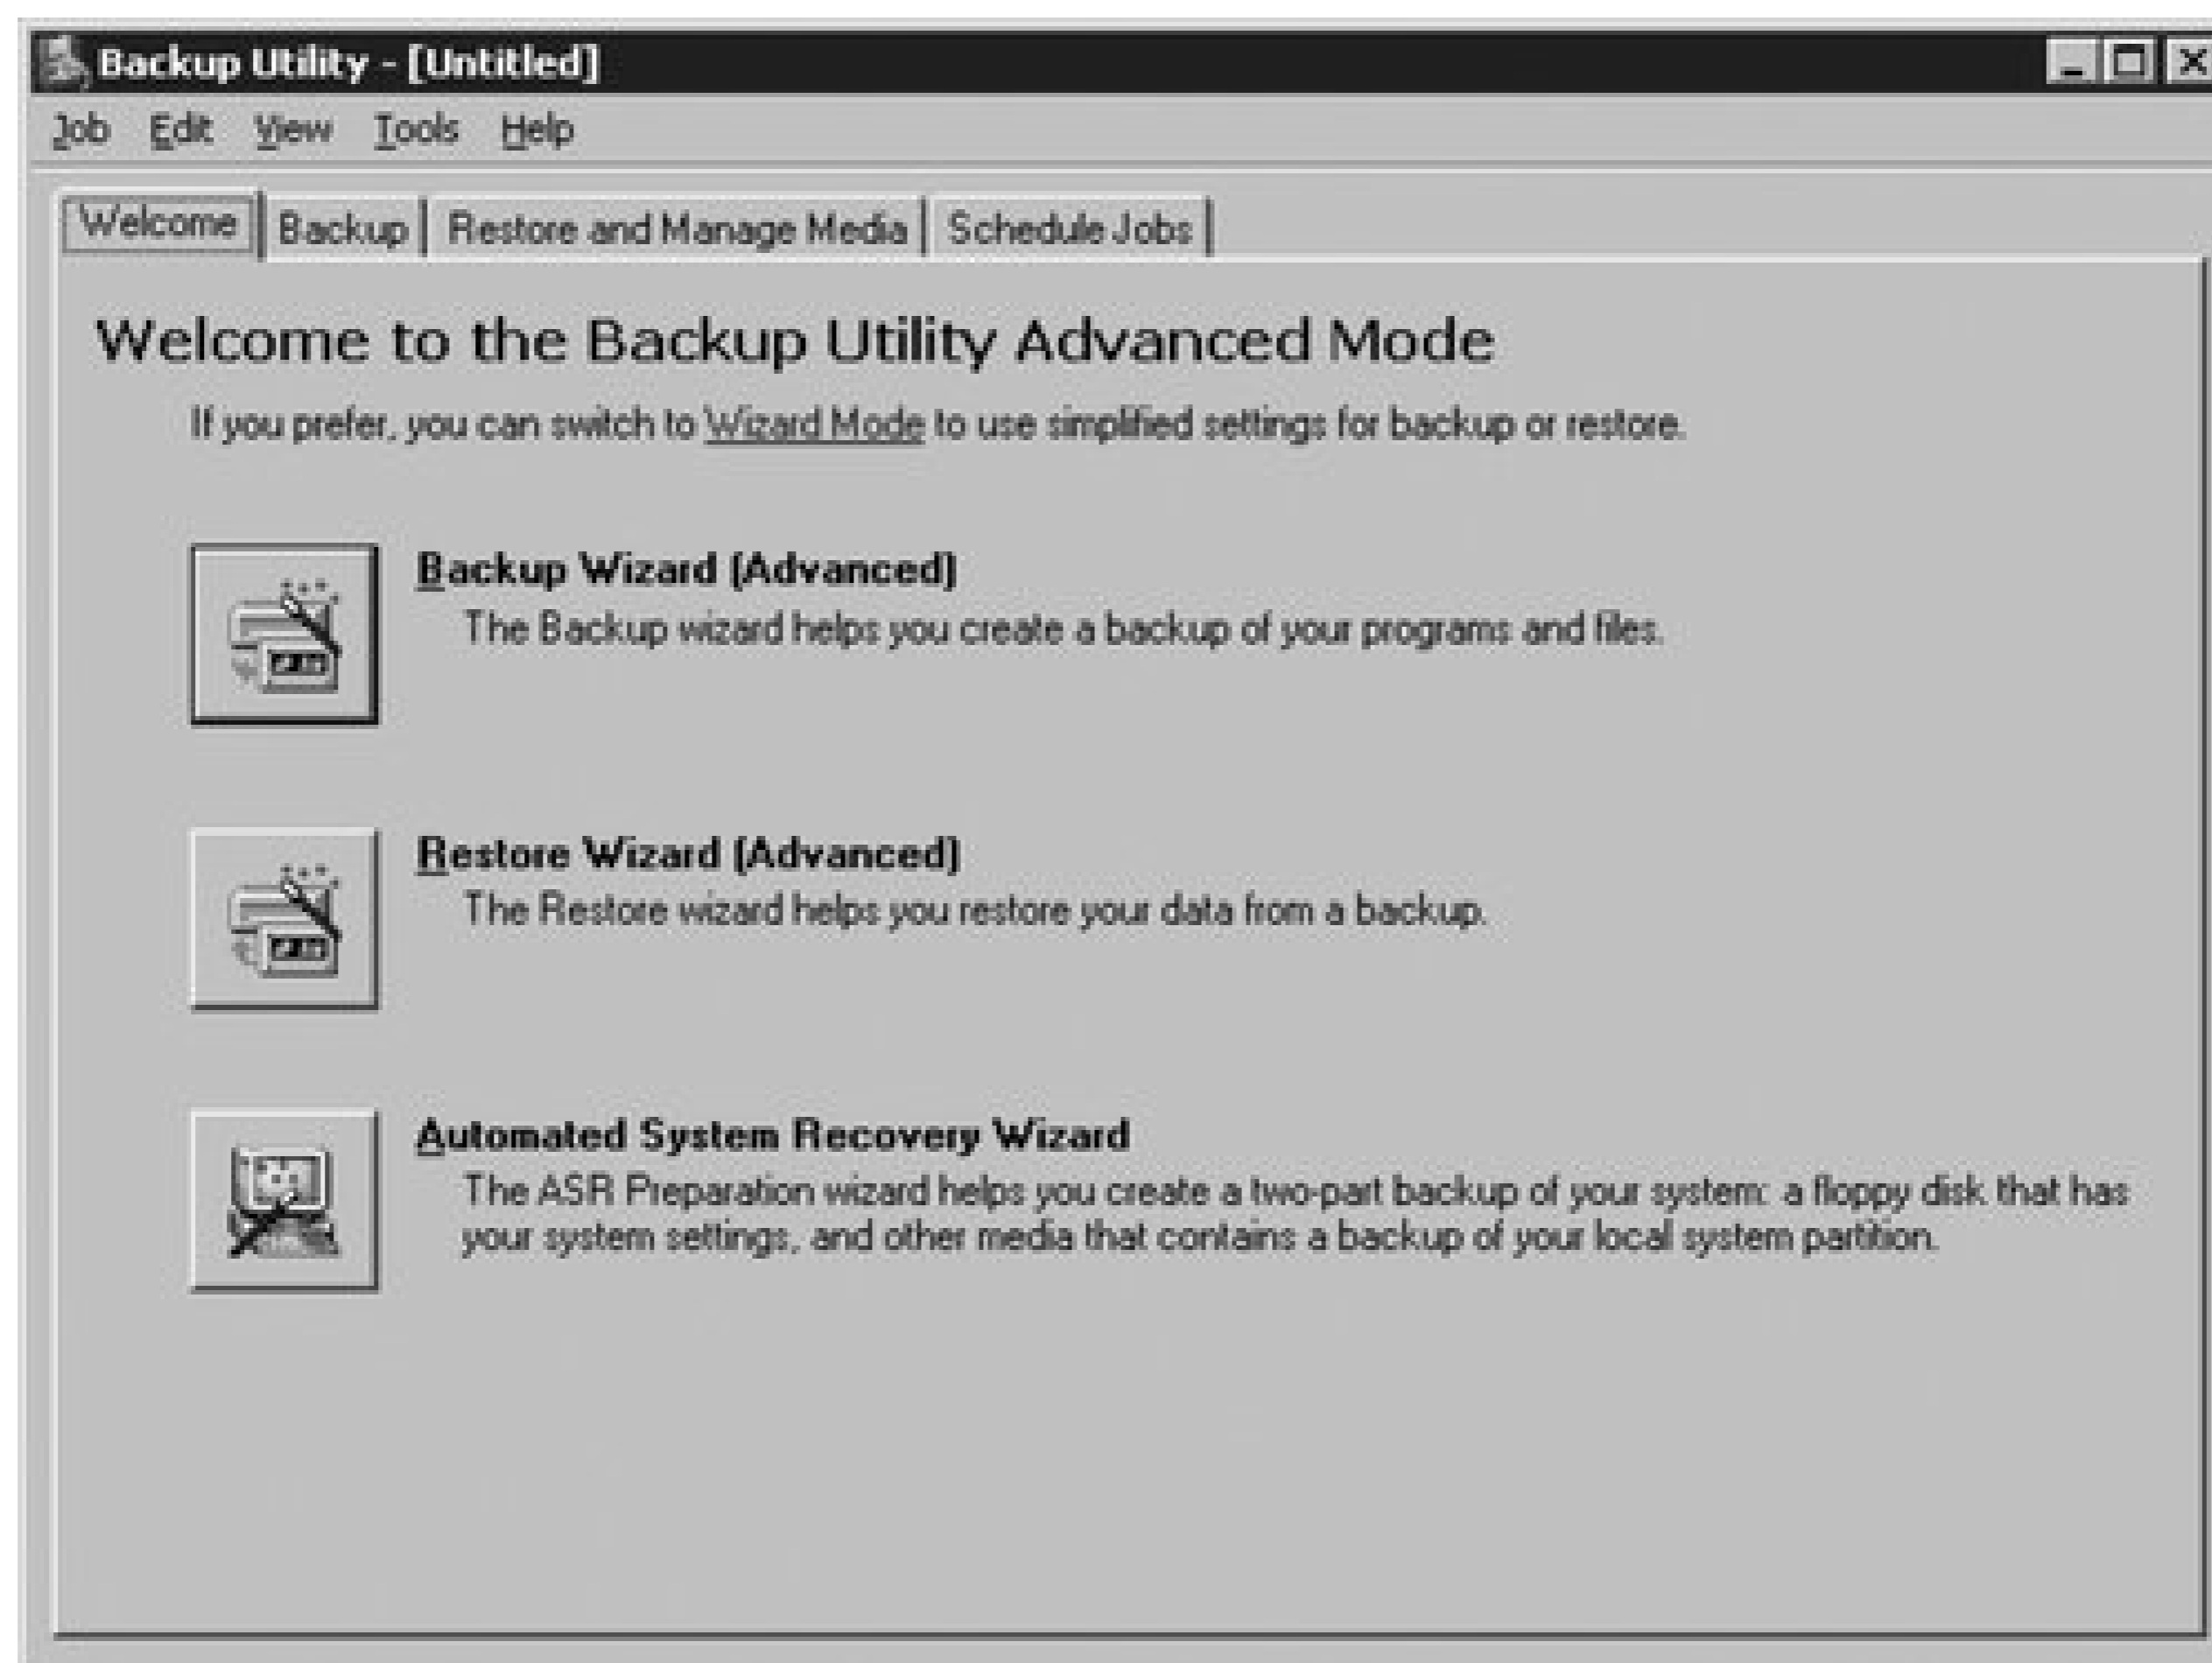 Backup Utility - [Untitled]
Job Edit View Tools Help
Welcome Backup Restore and Manage Media Schedule Jobs
Welcome to the Backup Utility Advanced Mode
If you prefer, you can switch to Wizard Mode to use simplified settings for backup or restore.
Backup Wizard (Advanced)
The Backup wizard helps you create a backup of your programs and files.
Restore Wizard (Advanced)
The Restore wizard helps you restore your data from a backup.
Automated System Recovery Wizard
The ASR Preparation wizard helps you create a two-part backup of your system: a floppy disk that has
your system settings, and other media that contains a backup of your local system partition.